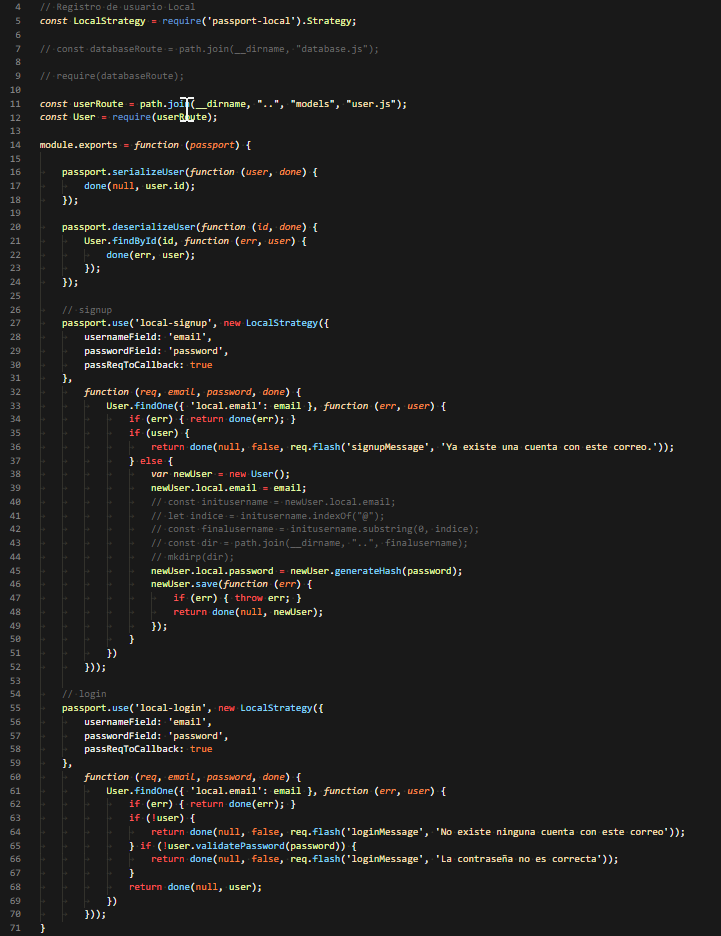 4 // Registro de usuario Local
5 const LocalStrategy = require('passport-local').Strategy;
6
7 // const databaseRoute = path.join(__dirname, "database.js");
8
9 // require(databaseRoute);
10
11 const userRoute = path.join(__dirname, "..", "models", "user.js");
12 const User = require(userRoute);
13
14 module.exports = function (passport) {
15
16 passport.serializeUser(function (user, done) {
17 done(null, user.id);
18 });
19
20 passport.deserializeUser(function (id, done) {
21 User.findById(id, function (err, user) {
22 done(err, user);
23 });
24 });
25
26 // signup
27 passport.use('local-signup', new LocalStrategy({
28 usernameField: 'email',
29 passwordField: 'password',
30 passReqToCallback: true
31 },
32 function (req, email, password, done) {
33 User.findOne({ 'local.email': email }, function (err, user) {
34 if (err) { return done(err); }
35 if (user) {
36 return done(null, false, req.flash('signupMessage', 'Ya existe una cuenta con este correo.'));
37 } else {
38 var newUser = new User();
39 newUser.local.email = email;
40 // const initusername = newUser.local.email;
41 // let indice = initusername.indexOf("@");
42 // const finalusername = initusername.substring(0, indice);
43 // const dir = path.join(__dirname, "..", finalusername);
44 // mkdirp(dir);
45 newUser.local.password = newUser.generateHash(password);
46 newUser.save(function (err) {
47 if (err) { throw err; }
48 return done(null, newUser);
49 });
50 }
51 })
52 }));
53
54 // login
55 passport.use('local-login', new LocalStrategy({
56 usernameField: 'email',
57 passwordField: 'password',
58 passReqToCallback: true
59 },
60 function (req, email, password, done) {
61 User.findOne({ 'local.email': email }, function (err, user) {
62 if (err) { return done(err); }
63 if (!user) {
64 return done(null, false, req.flash('loginMessage', 'No existe ninguna cuenta con este correo'));
65 } if (!user.validatePassword(password)) {
66 return done(null, false, req.flash('loginMessage', 'La contraseña no es correcta'));
67 }
68 return done(null, user);
69 })
70 }));
71 }